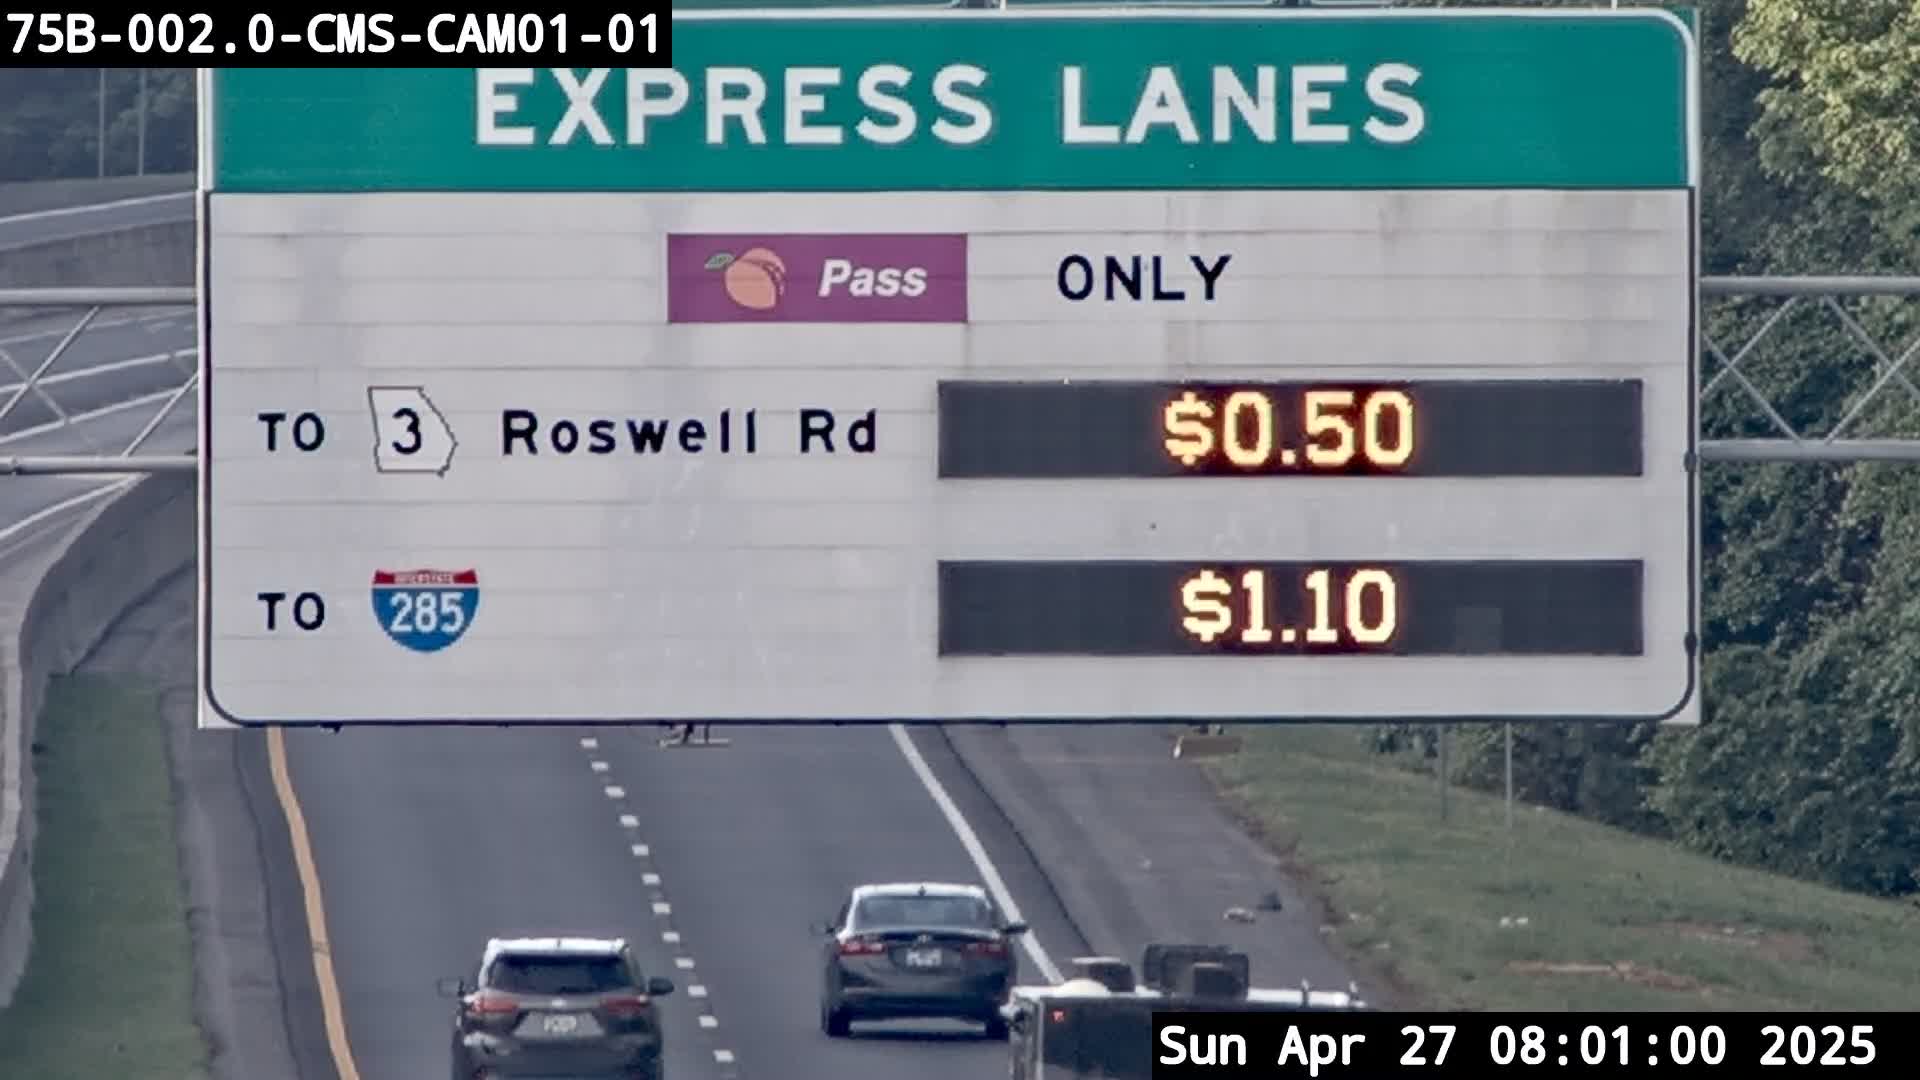 75B-002.0-CMS-CAM01-01
EXPRESS LANES
Pass ONLY
TO 3 Roswell Rd $0.50
INTERSTATE
TO 285 $1.10
Sun Apr 27 08:01:00 2025